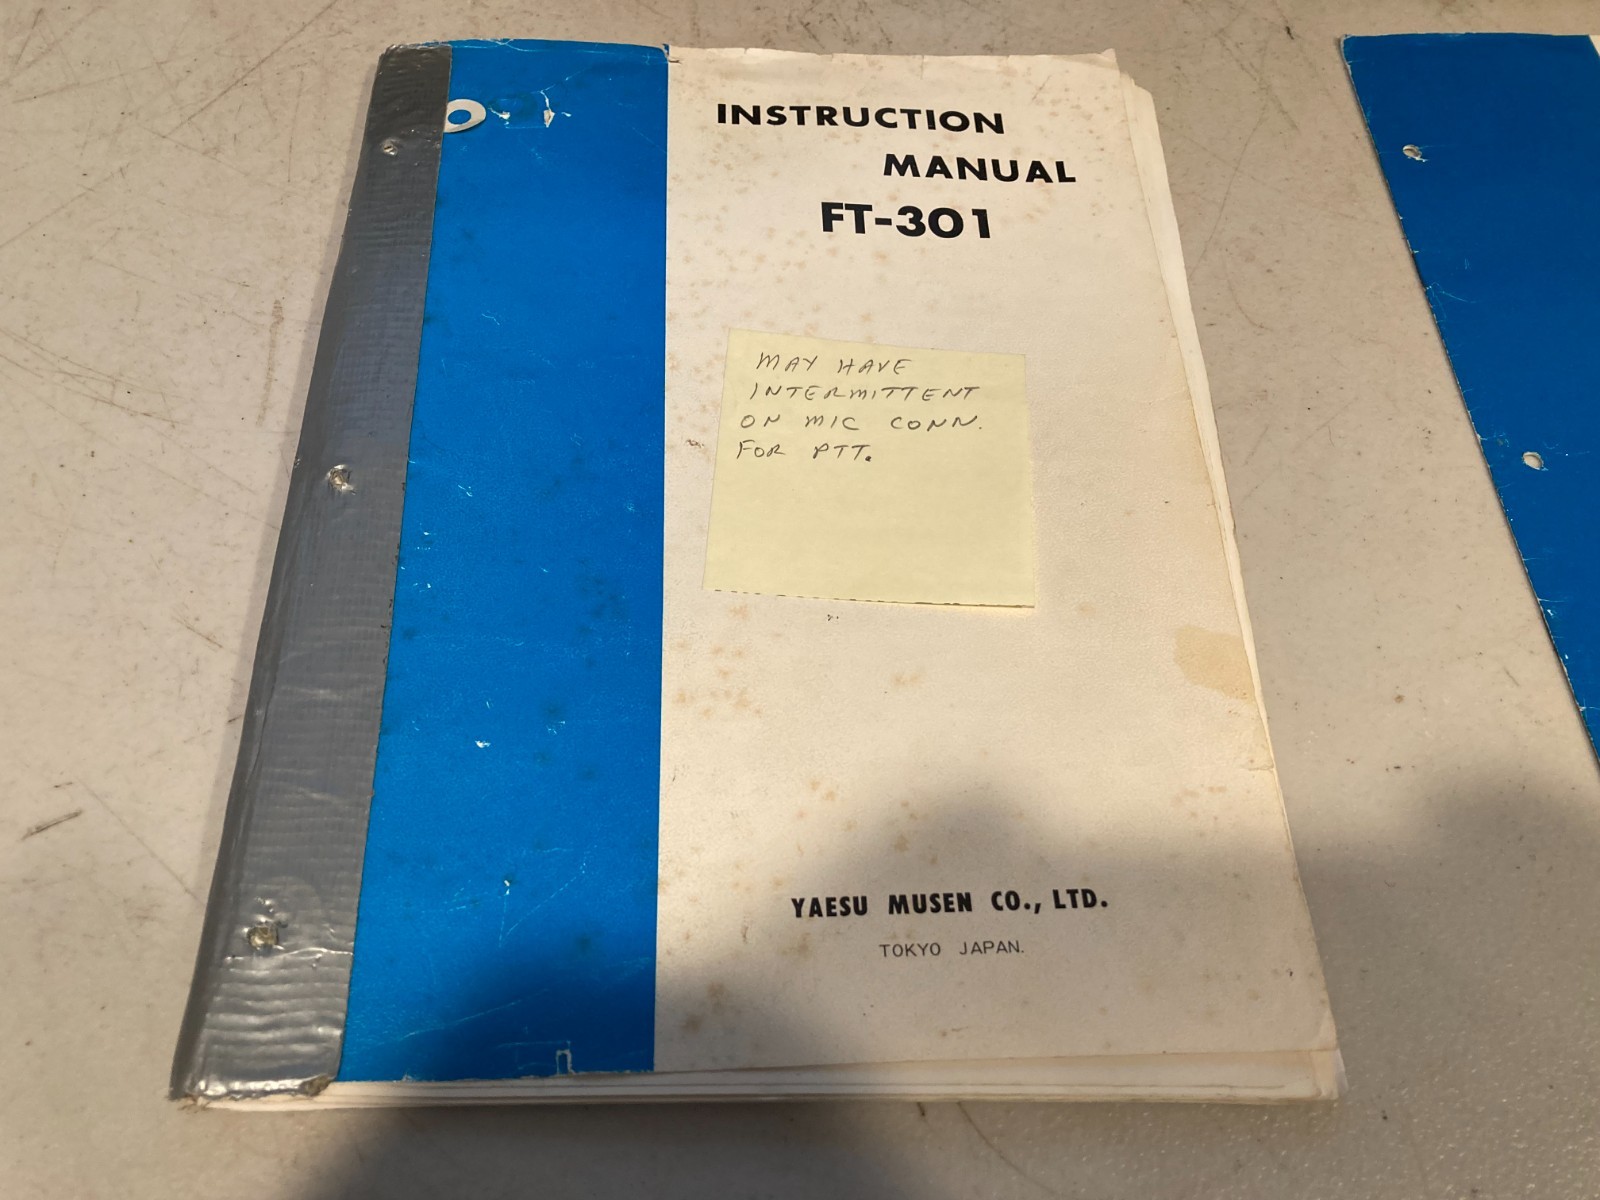 INSTRUCTION
MANUAL
FT-301
MAY HAVE
INTERMITTENT
ON MIC CONN.
FOR PTT.
YAESU MUSEN CO., LTD.
TOKYO JAPAN.